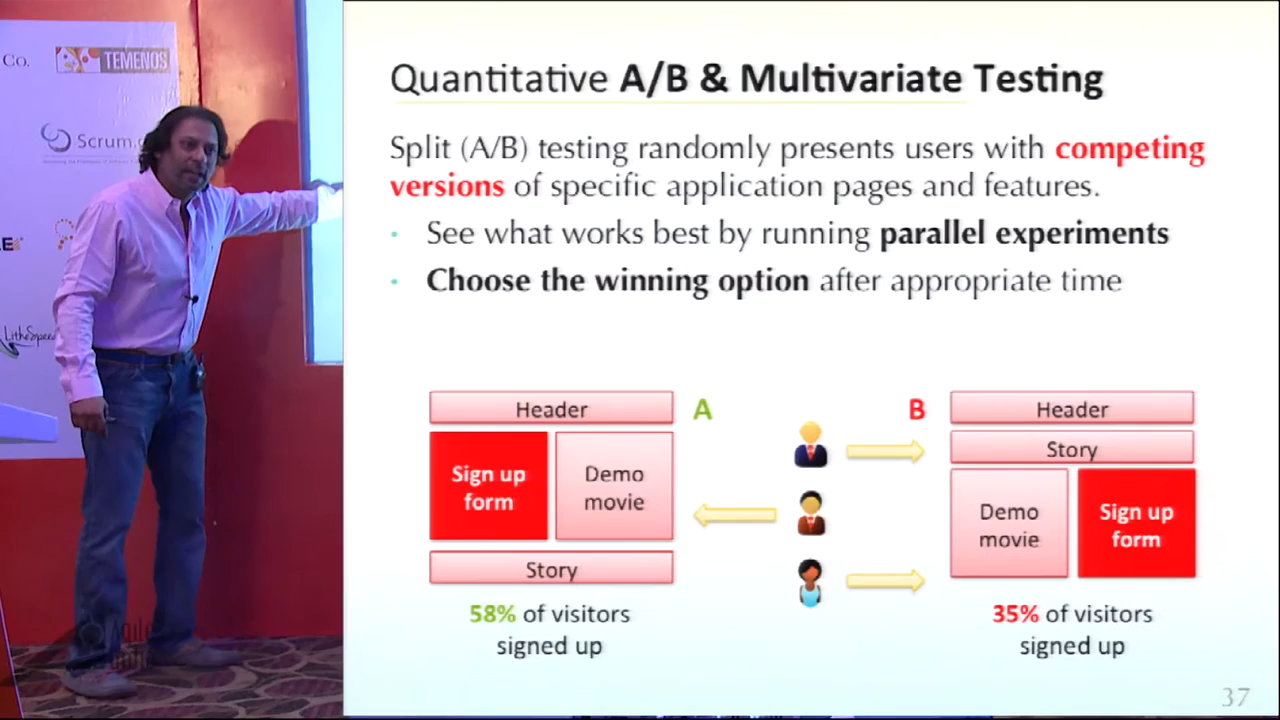 Co.
TEMENOS
Scrum.
LitheSpeed
Quantitative A/B & Multivariate Testing
Split (A/B) testing randomly presents users with competing
versions of specific application pages and features.
• See what works best by running parallel experiments
• Choose the winning option after appropriate time
Header
A
B
Header
Sign up
form
Demo
movie
Story
Story
Demo
movie
Sign up
form
58% of visitors
signed up
35% of visitors
signed up
37